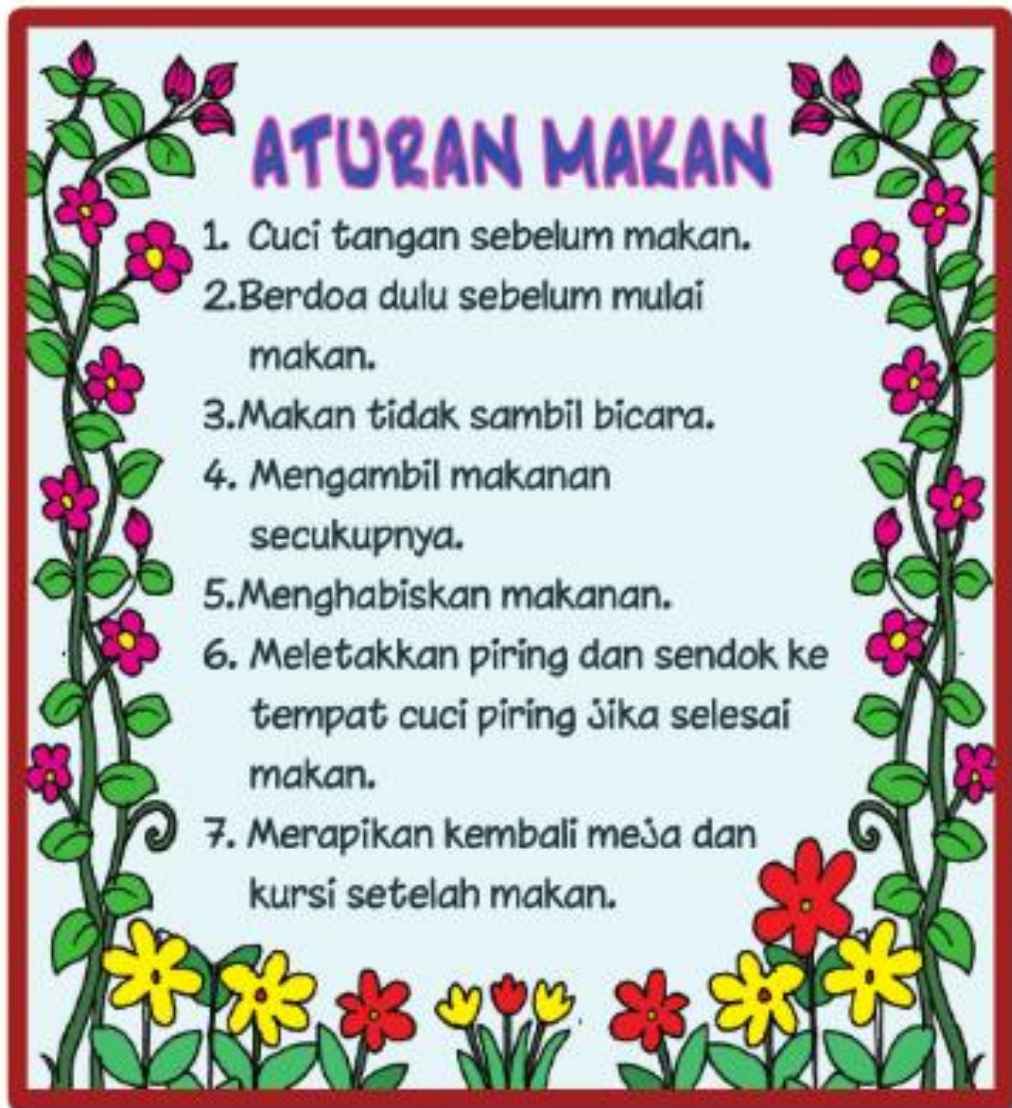 ATURAN MAKAN
1. Cuci tangan sebelum makan.
2.Berdoa dulu sebelum mulai
makan.
3.Makan tidak sambil bicara.
4. Mengambil makanan
secukupnya.
5.Menghabiskan makanan.
6. Meletakkan piring dan sendok ke
tempat cuci piring jika selesai
makan.
7. Merapikan kembali meja dan
kursi setelah makan.